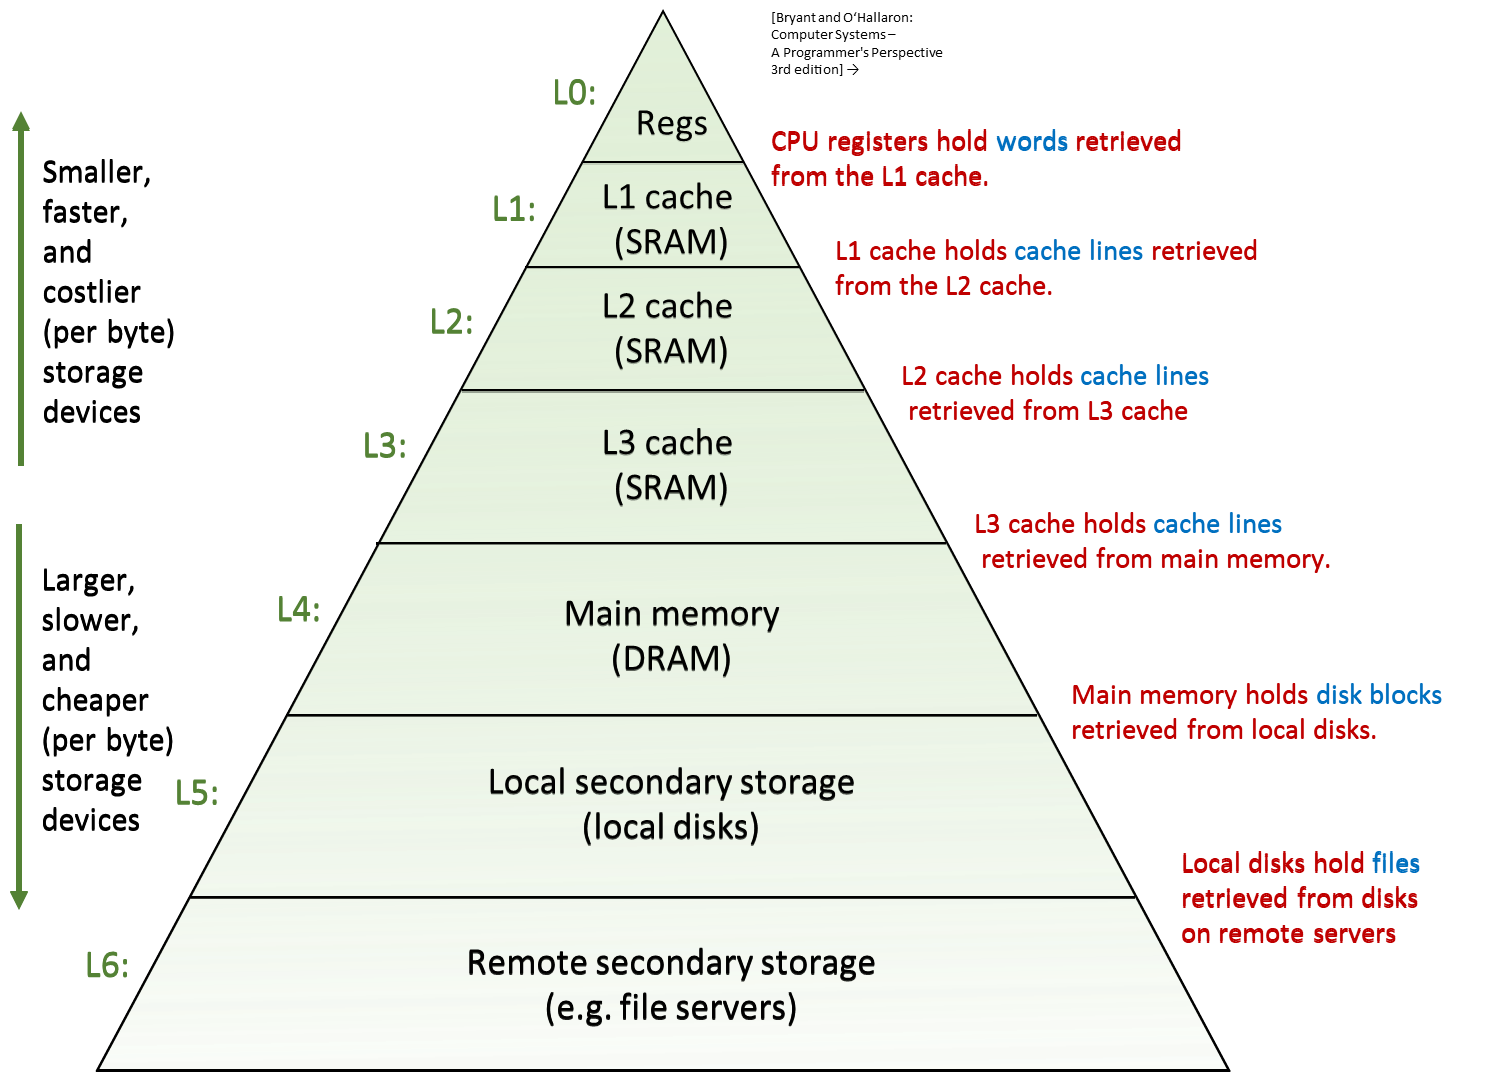 [Bryant and O‘Hallaron:
Computer Systems –
A Programmer's Perspective
3rd edition] →
L0:
Regs
CPU registers hold words retrieved
from the L1 cache.
Smaller,
faster,
and
costlier
(per byte)
storage
devices
L1:
L1 cache
(SRAM)
L1 cache holds cache lines retrieved
from the L2 cache.
L2:
L2 cache
(SRAM)
L2 cache holds cache lines
retrieved from L3 cache
L3:
L3 cache
(SRAM)
L3 cache holds cache lines
retrieved from main memory.
Larger,
slower,
and
cheaper
(per byte)
storage
devices
L4:
Main memory
(DRAM)
Main memory holds disk blocks
retrieved from local disks.
L5:
Local secondary storage
(local disks)
Local disks hold files
retrieved from disks
on remote servers
L6:
Remote secondary storage
(e.g. file servers)